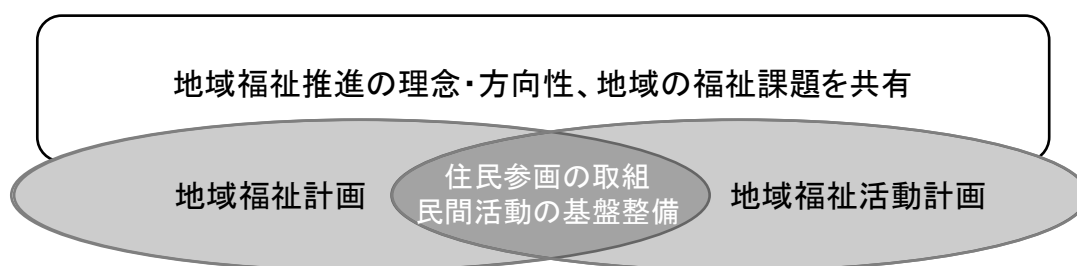 地域福祉推進の理念・方向性、地域の福祉課題を共有
地域福祉計画
住民参画の取組
民間活動の基盤整備
地域福祉活動計画